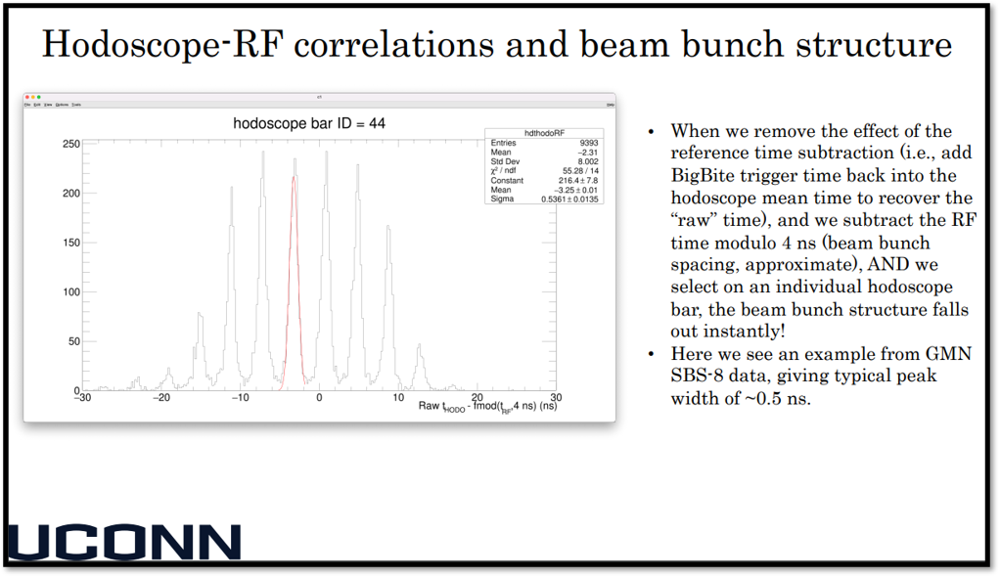 Hodoscope-RF correlations and beam bunch structure
c1
File Edit View Options Tools
Help
hodoscope bar ID = 44
hdthodoRF
Entries 9393
Mean −2.31
Std Dev 8.002
χ² / ndf 55.28 / 14
Constant 216.4 ± 7.8
Mean −3.25 ± 0.01
Sigma 0.5361 ± 0.0135
250
200
150
100
50
0
−30 −20 −10 0 10 20 30
Raw tHODO - fmod(tRF,4 ns) (ns)
• When we remove the effect of the
reference time subtraction (i.e., add
BigBite trigger time back into the
hodoscope mean time to recover the
“raw” time), and we subtract the RF
time modulo 4 ns (beam bunch
spacing, approximate), AND we
select on an individual hodoscope
bar, the beam bunch structure falls
out instantly!
• Here we see an example from GMN
SBS-8 data, giving typical peak
width of ~0.5 ns.
UCONN